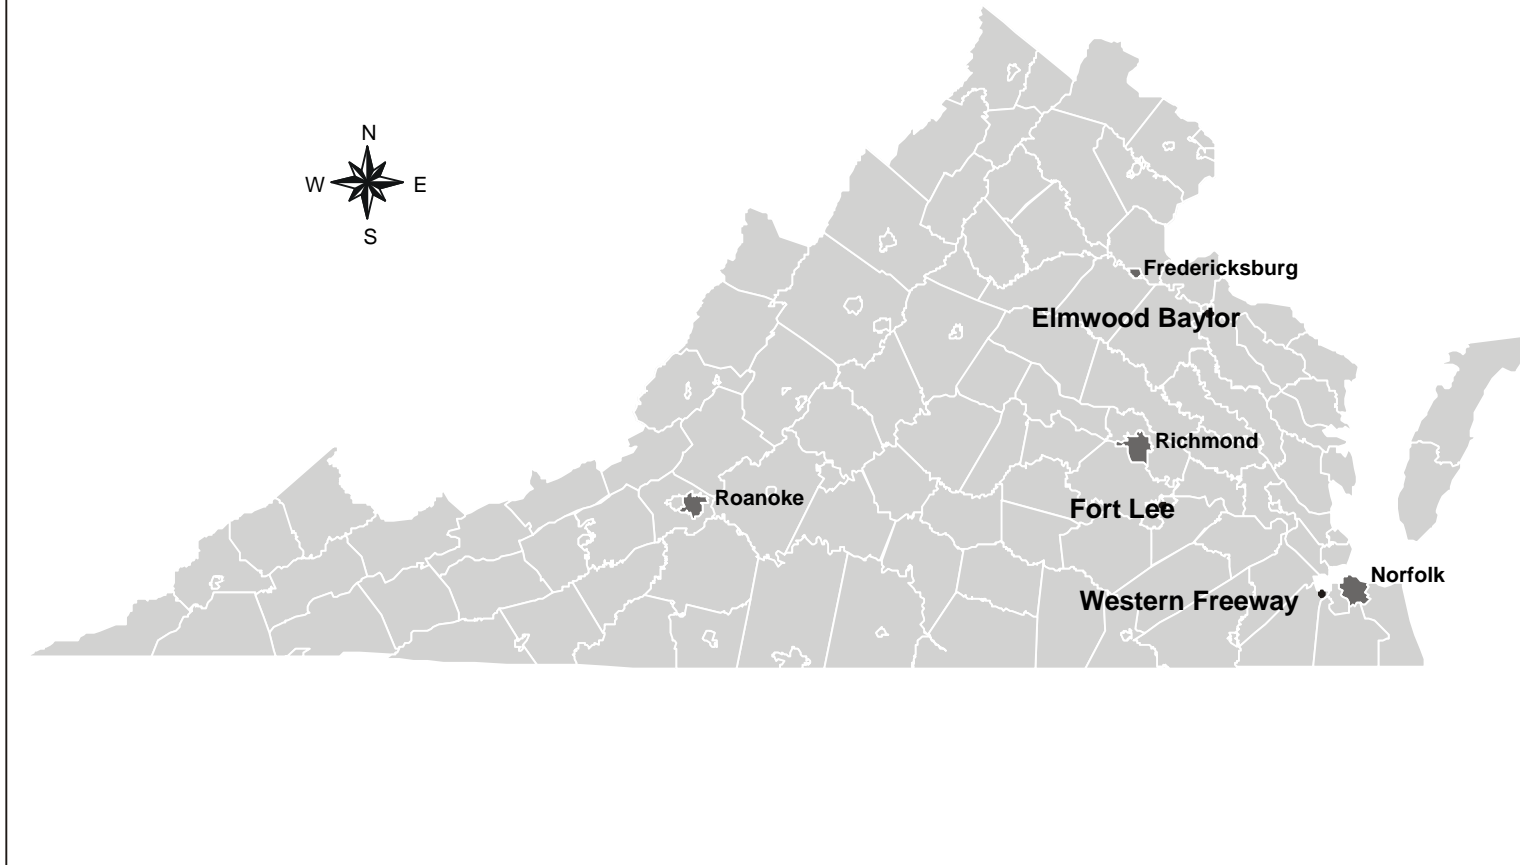 N
W E
S
Fredericksburg
Elmwood Baylor
Richmond
Roanoke
Fort Lee
Norfolk
Western Freeway